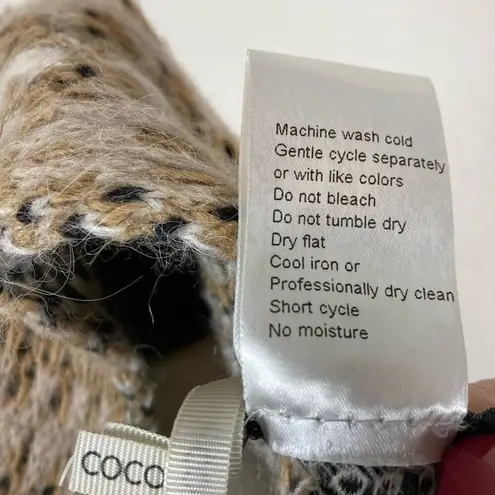 Machine wash cold
Gentle cycle separately
or with like colors
Do not bleach
Do not tumble dry
Dry flat
Cool iron or
Professionally dry clean
Short cycle
No moisture
COCO